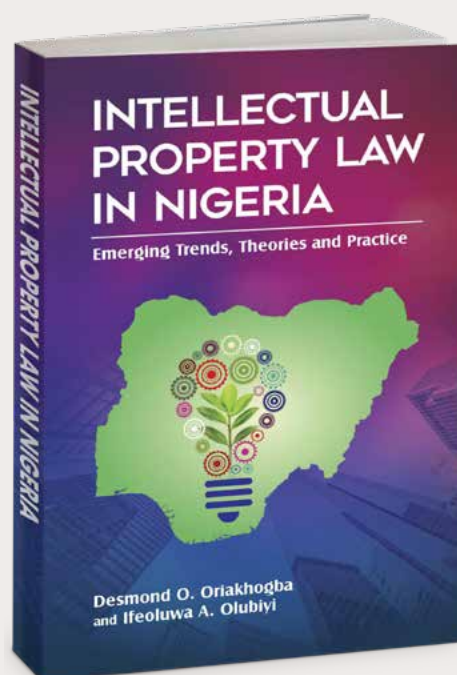 INTELLECTUAL PROPERTY LAW IN NIGERIA
INTELLECTUAL
PROPERTY LAW
IN NIGERIA
Emerging Trends, Theories and Practice
Desmond O. Oriakhogba
and Ifeoluwa A. Olubiyi